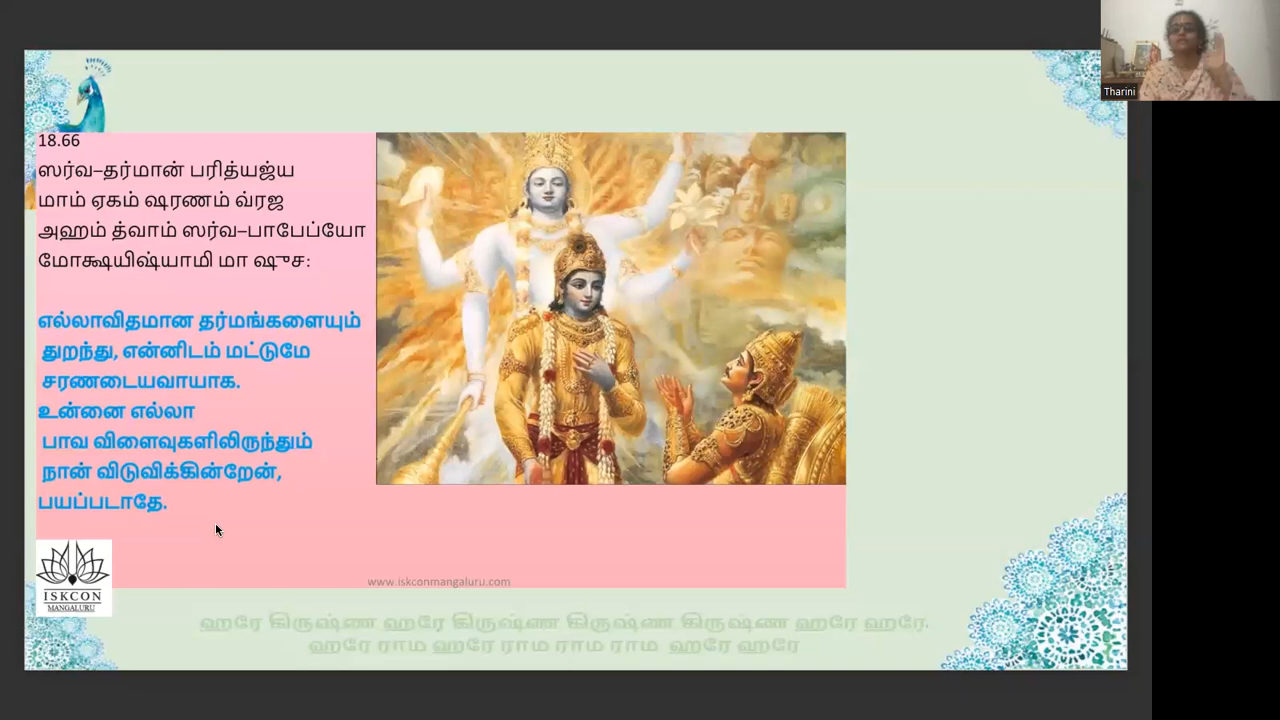 Tharini
18.66
ஸர்வ–தர்மான் பரித்யஜ்ய
மாம் ஏகம் ஷரணம் வ்ரஜ
அஹம் த்வாம் ஸர்வ–பாபேப்யோ
மோக்ஷயிஷ்யாமி மா ஷுச:
எல்லாவிதமான தர்மங்களையும்
துறந்து, என்னிடம் மட்டுமே
சரணடையவாயாக.
உன்னை எல்லா
பாவ விளைவுகளிலிருந்தும்
நான் விடுவிக்கின்றேன்,
பயப்படாதே.
ISKCON
MANGALURU
www.iskconmangaluru.com
ஹரே கிருஷ்ண ஹரே கிருஷ்ண கிருஷ்ண கிருஷ்ண ஹரே ஹரே.
ஹரே ராம ஹரே ராம ராம ராம ஹரே ஹரே